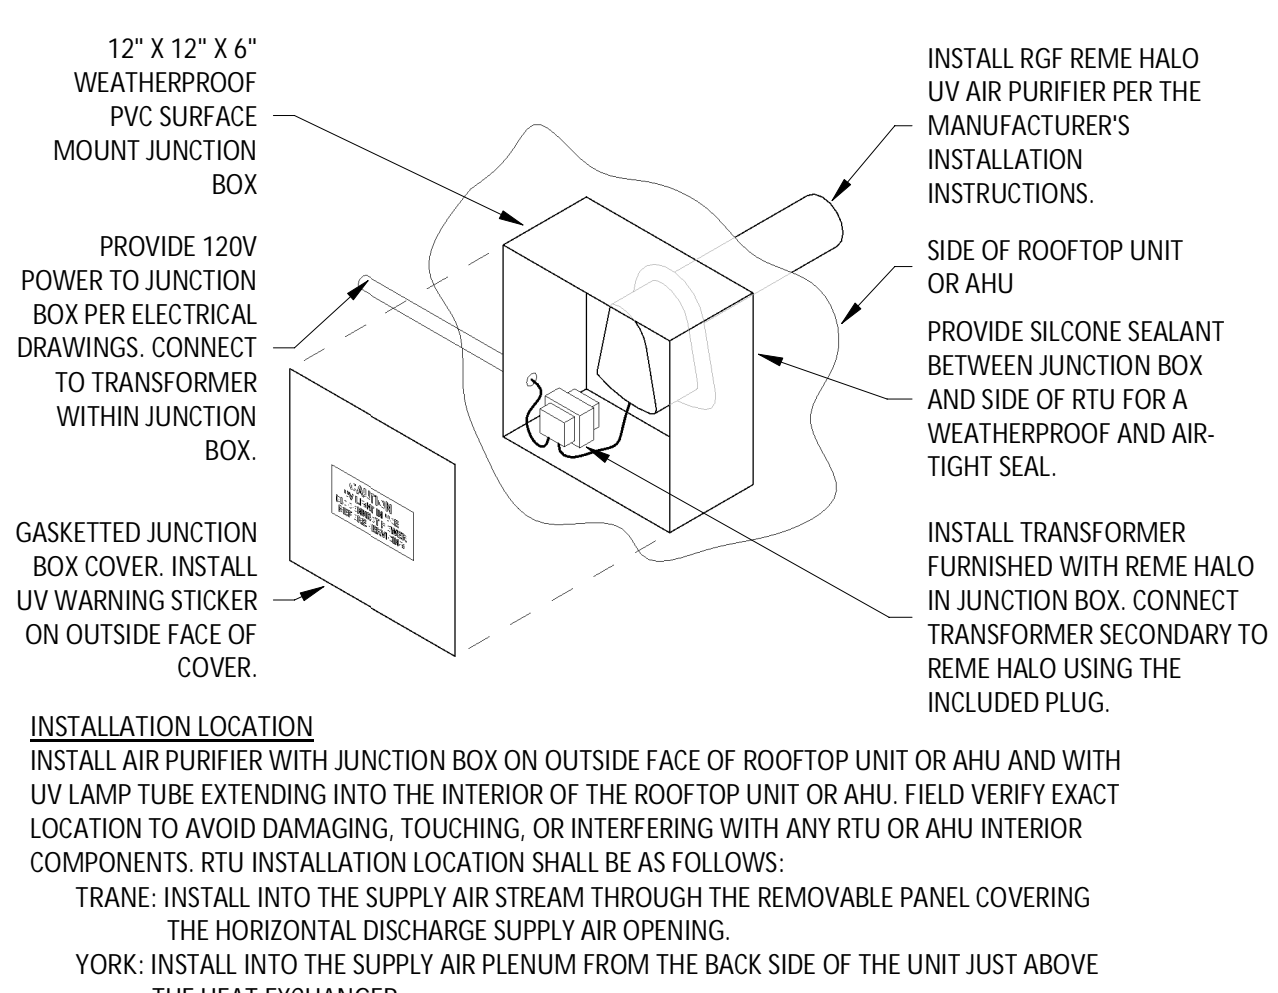 12" X 12" X 6"
WEATHERPROOF
PVC SURFACE
MOUNT JUNCTION
BOX
PROVIDE 120V
POWER TO JUNCTION
BOX PER ELECTRICAL
DRAWINGS. CONNECT
TO TRANSFORMER
WITHIN JUNCTION
BOX.
GASKETTED JUNCTION
BOX COVER. INSTALL
UV WARNING STICKER
ON OUTSIDE FACE OF
COVER.
CAUTION
INSTALL RGF REME HALO
UV AIR PURIFIER PER THE
MANUFACTURER'S
INSTALLATION
INSTRUCTIONS.
SIDE OF ROOFTOP UNIT
OR AHU
PROVIDE SILCONE SEALANT
BETWEEN JUNCTION BOX
AND SIDE OF RTU FOR A
WEATHERPROOF AND AIR-
TIGHT SEAL.
INSTALL TRANSFORMER
FURNISHED WITH REME HALO
IN JUNCTION BOX. CONNECT
TRANSFORMER SECONDARY TO
REME HALO USING THE
INCLUDED PLUG.
INSTALLATION LOCATION
INSTALL AIR PURIFIER WITH JUNCTION BOX ON OUTSIDE FACE OF ROOFTOP UNIT OR AHU AND WITH
UV LAMP TUBE EXTENDING INTO THE INTERIOR OF THE ROOFTOP UNIT OR AHU. FIELD VERIFY EXACT
LOCATION TO AVOID DAMAGING, TOUCHING, OR INTERFERING WITH ANY RTU OR AHU INTERIOR
COMPONENTS. RTU INSTALLATION LOCATION SHALL BE AS FOLLOWS:
TRANE: INSTALL INTO THE SUPPLY AIR STREAM THROUGH THE REMOVABLE PANEL COVERING
THE HORIZONTAL DISCHARGE SUPPLY AIR OPENING.
YORK: INSTALL INTO THE SUPPLY AIR PLENUM FROM THE BACK SIDE OF THE UNIT JUST ABOVE
THE HEAT EXCHANGER